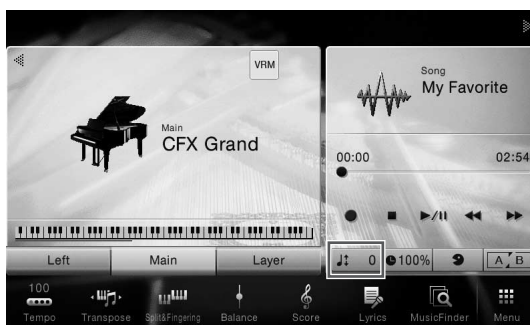 VRM
Main
CFX Grand
Song
My Favorite
00:00
02:54
Left
Main
Layer
0
100%
A B
100
Tempo
Transpose
Split&Fingering
Balance
Score
Lyrics
MusicFinder
Menu